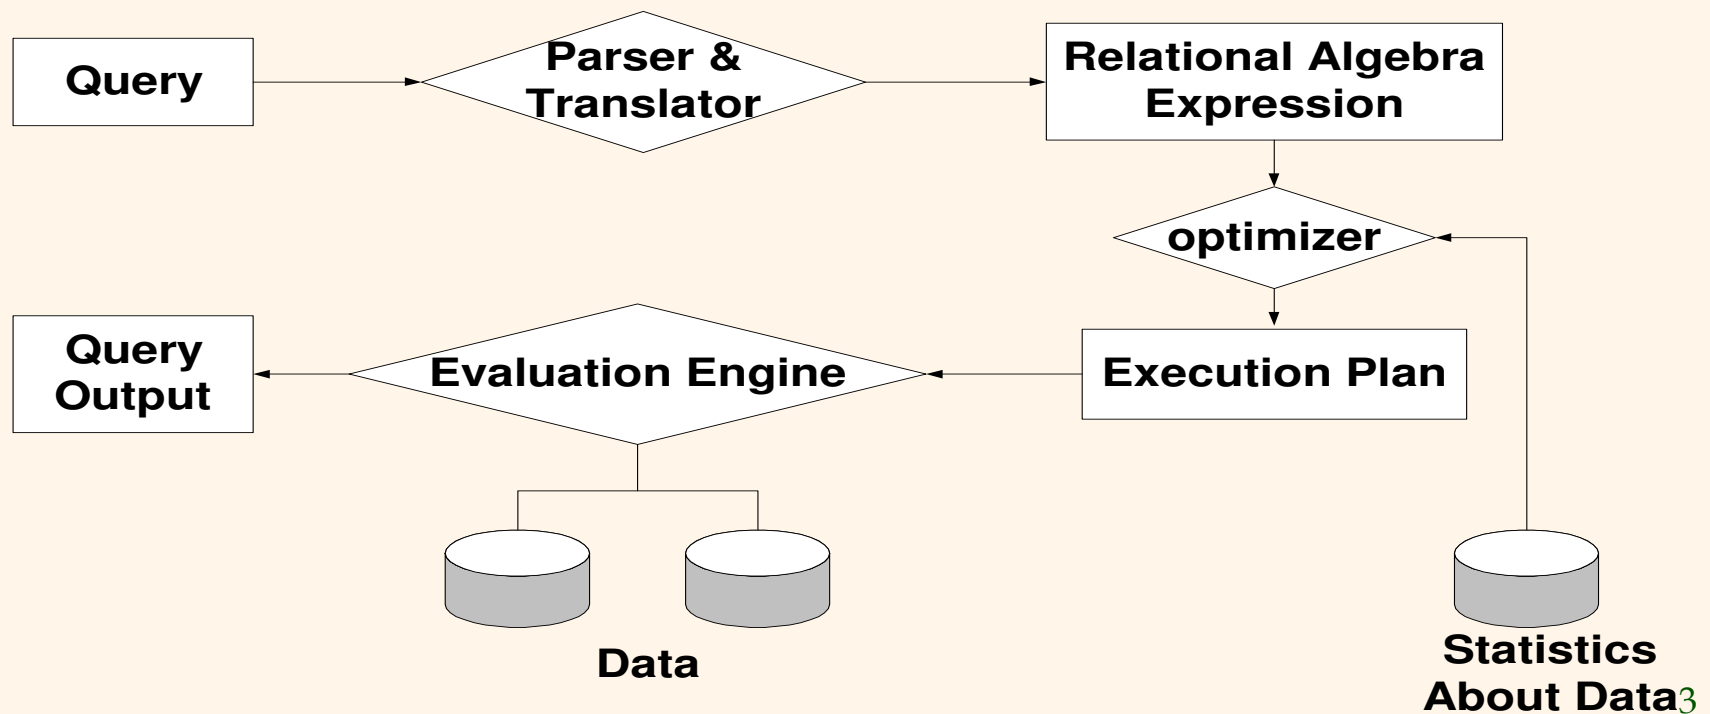 Query
Parser &
Translator
Relational Algebra
Expression
optimizer
Query
Output
Evaluation Engine
Execution Plan
Data
Statistics
About Data
3